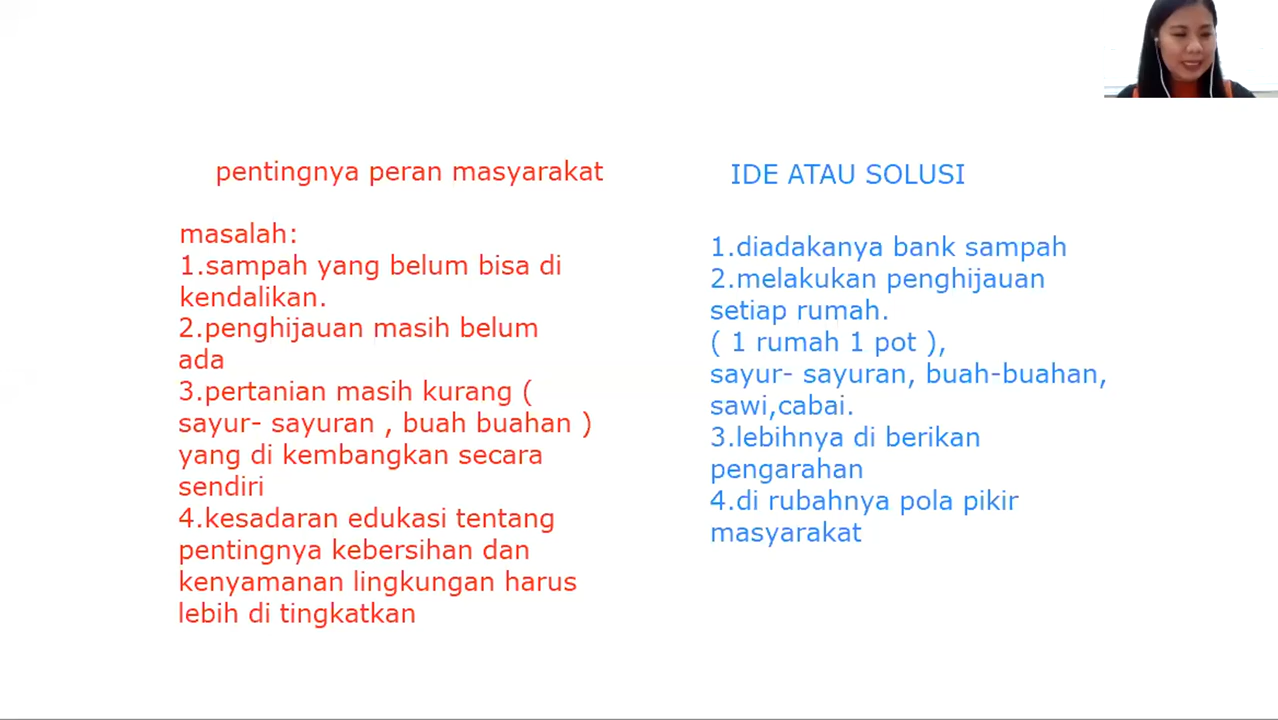 pentingnya peran masyarakat
masalah:
1.sampah yang belum bisa di
kendalikan.
2.penghijauan masih belum
ada
3.pertanian masih kurang (
sayur- sayuran , buah buahan )
yang di kembangkan secara
sendiri
4.kesadaran edukasi tentang
pentingnya kebersihan dan
kenyamanan lingkungan harus
lebih di tingkatkan
IDE ATAU SOLUSI
1.diadakanya bank sampah
2.melakukan penghijauan
setiap rumah.
( 1 rumah 1 pot ),
sayur- sayuran, buah-buahan,
sawi,cabai.
3.lebihnya di berikan
pengarahan
4.di rubahnya pola pikir
masyarakat